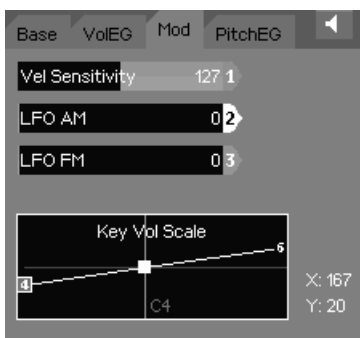 Base VolEG Mod PitchEG
Vel Sensitivity 127 1
LFO AM 0 2
LFO FM 0 3
Key Vol Scale
6
4
C4
X: 167
Y: 20